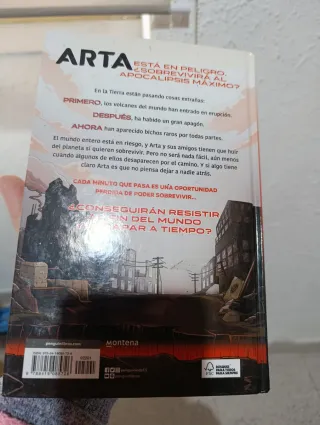 ARTA ESTÁ EN PELIGRO,
¿SOBREVIVIRÁ AL
APOCALIPSIS MÁXIMO?
En la Tierra están pasando cosas extrañas:
PRIMERO, los volcanes del mundo han entrado en erupción.
DESPUÉS, ha habido un gran apagón.
AHORA han aparecido bichos raros por todas partes.
El mundo entero está en riesgo, y Arta y sus amigos tienen que huir
del planeta si quieren sobrevivir. Pero no será nada fácil, aún menos
cuando algunos de ellos desaparecen por el camino. Y si algo tiene
claro Arta es que no piensa dejar a nadie atrás.
CADA MINUTO QUE PASA ES UNA OPORTUNIDAD
PERDIDA DE PODER SOBREVIVIR...
¿CONSEGUIRÁN RESISTIR
DEL MUNDO
APAR A TIEMPO?
montena
FSC